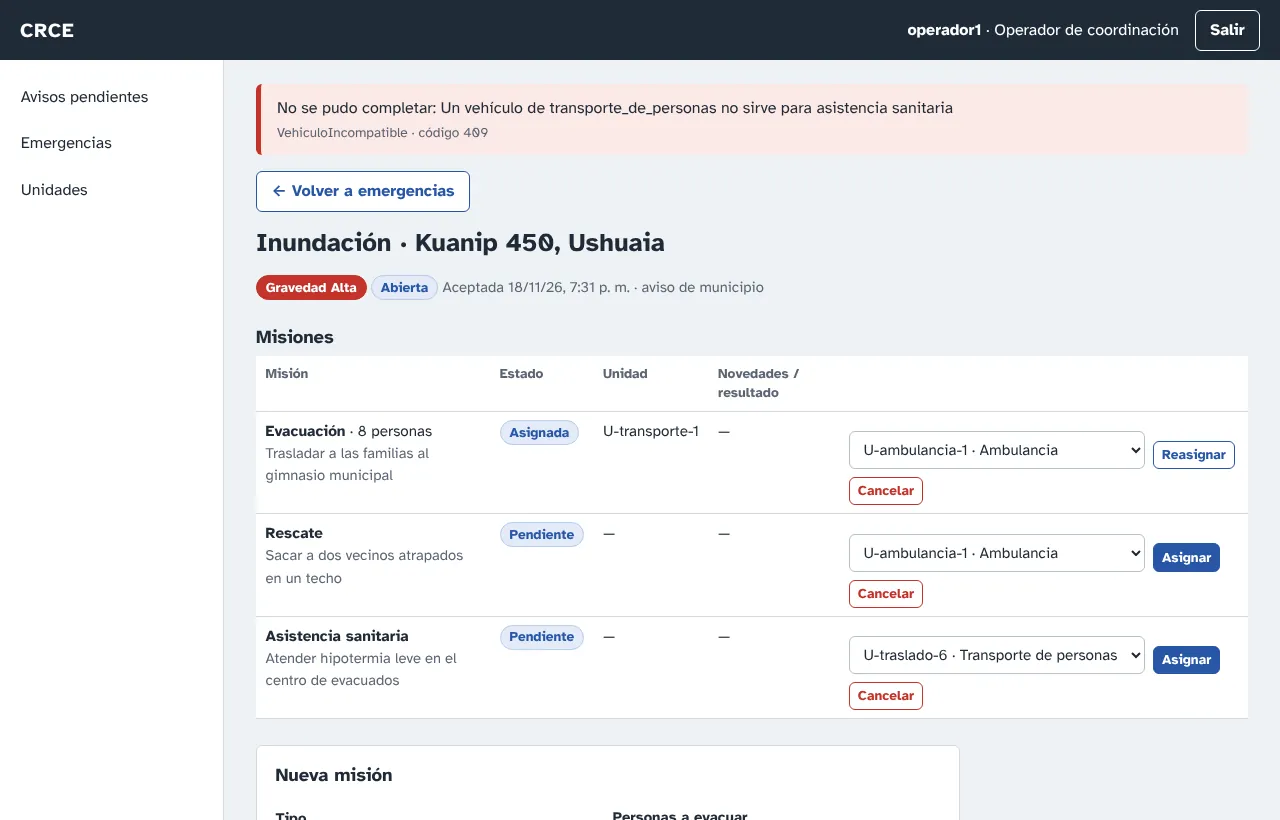 CRCE
operador1 · Operador de coordinación
Salir
Avisos pendientes
Emergencias
Unidades
No se pudo completar: Un vehículo de transporte_de_personas no sirve para asistencia sanitaria
VehiculoIncompatible · código 409
← Volver a emergencias
Inundación · Kuanip 450, Ushuaia
Gravedad Alta
Abierta
Aceptada 18/11/26, 7:31 p. m. · aviso de municipio
Misiones
Misión
Estado
Unidad
Novedades /
resultado
Evacuación · 8 personas
Trasladar a las familias al
gimnasio municipal
Asignada
U-transporte-1
—
U-ambulancia-1 · Ambulancia
Reasignar
Cancelar
Rescate
Sacar a dos vecinos atrapados
en un techo
Pendiente
—
—
U-ambulancia-1 · Ambulancia
Asignar
Cancelar
Asistencia sanitaria
Atender hipotermia leve en el
centro de evacuados
Pendiente
—
—
U-traslado-6 · Transporte de personas
Asignar
Cancelar
Nueva misión
Tipo
Personas a evacuar